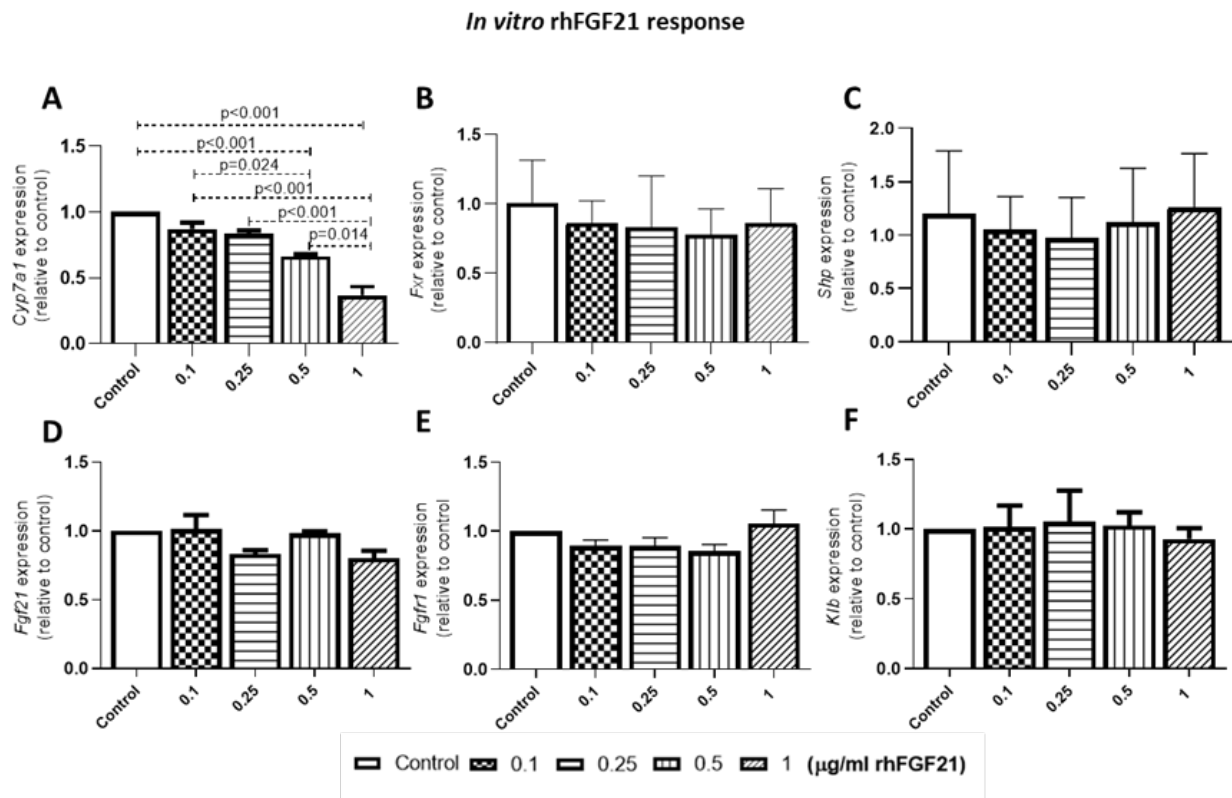 In vitro rhFGF21 response
A
p<0.001
p<0.001
p=0.024
p<0.001
p<0.001
p=0.014
Cyp7a1 expression
(relative to control)
1.5
1.0
0.5
0.0
Control
0.1
0.25
0.5
1
B
Fxr expression
(relative to control)
1.5
1.0
0.5
0.0
Control
0.1
0.25
0.5
1
C
Shp expression
(relative to control)
2.0
1.5
1.0
0.5
0.0
Control
0.1
0.25
0.5
1
D
Fgf21 expression
(relative to control)
1.5
1.0
0.5
0.0
Control
0.1
0.25
0.5
1
E
Fgfr1 expression
(relative to control)
1.5
1.0
0.5
0.0
Control
0.1
0.25
0.5
1
F
Klb expression
(relative to control)
1.5
1.0
0.5
0.0
Control
0.1
0.25
0.5
1
Control 0.1 0.25 0.5 1 (μg/ml rhFGF21)